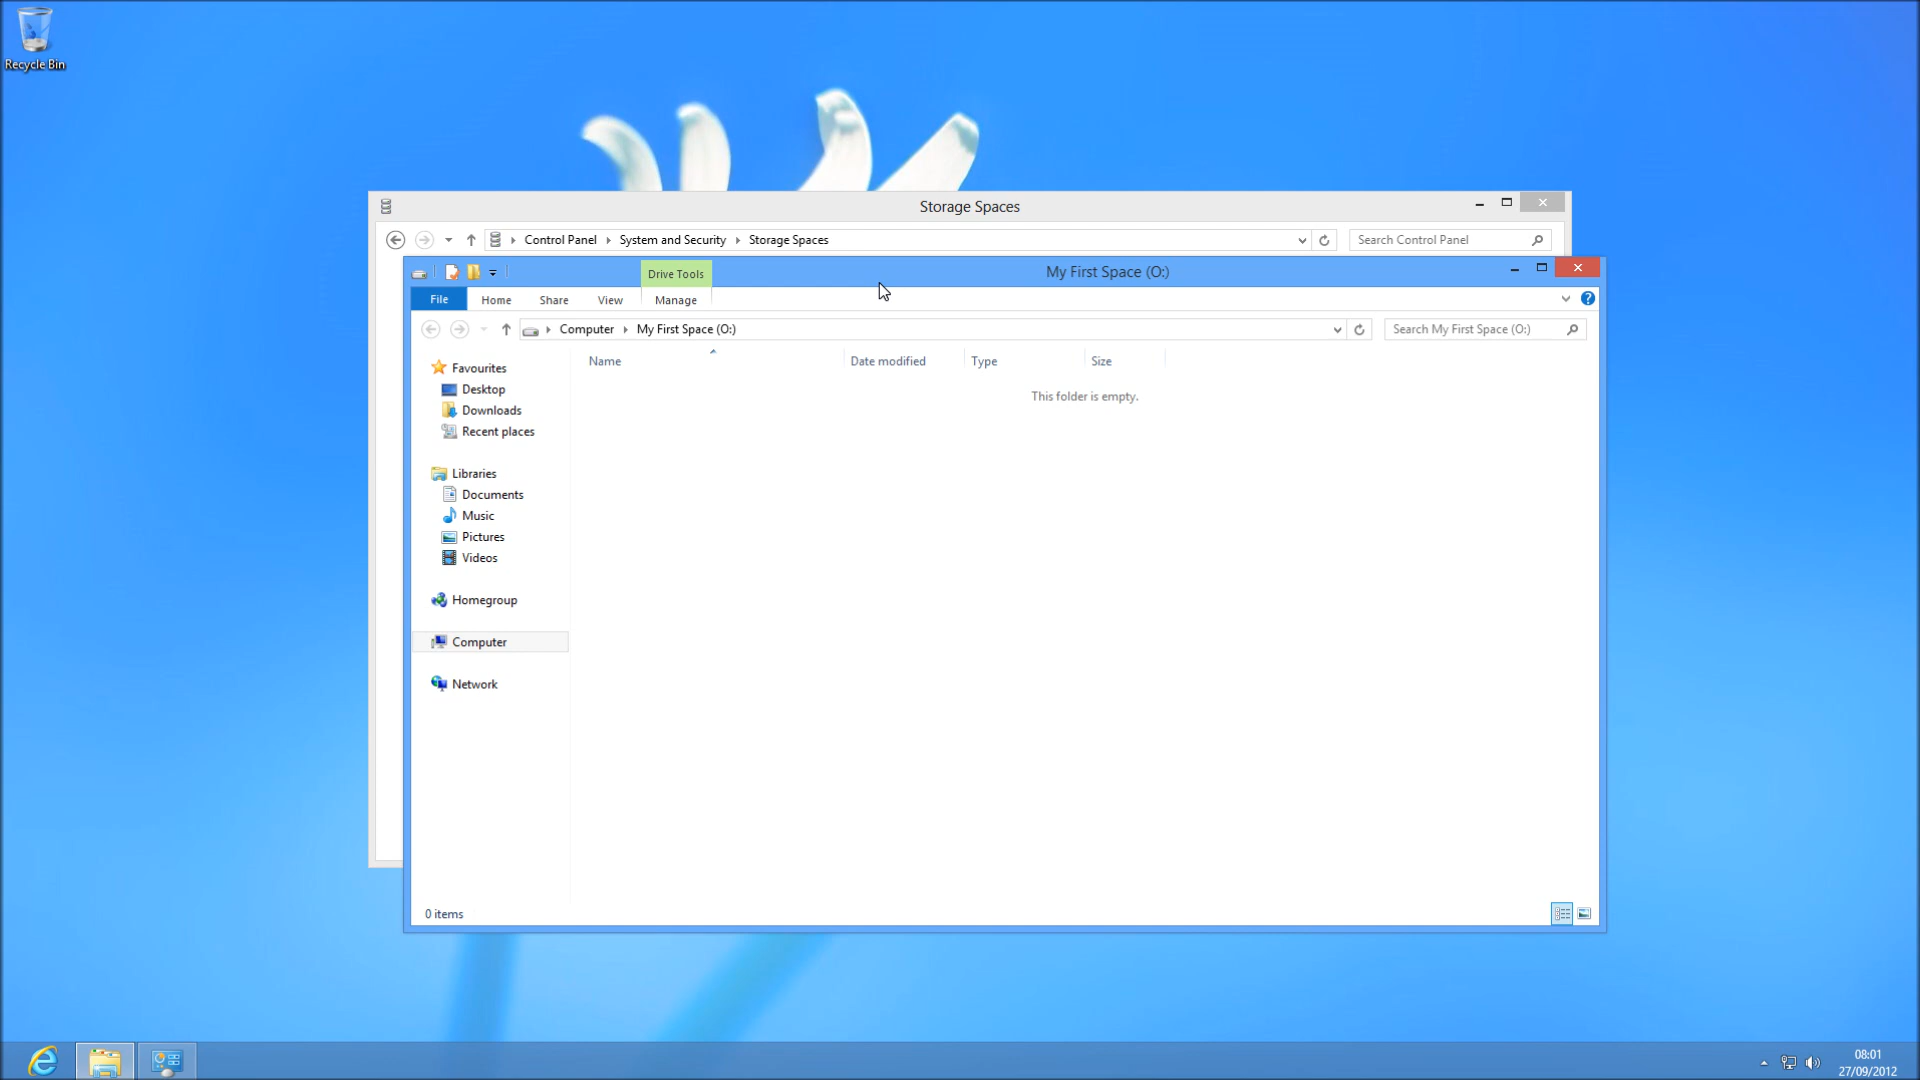 Recycle Bin
Storage Spaces
Control Panel System and Security Storage Spaces
Search Control Panel
Drive Tools
My First Space (O:)
File Home Share View Manage
Computer My First Space (O:)
Search My First Space (O:)
Name Date modified Type Size
This folder is empty.
Favourites
Desktop
Downloads
Recent places
Libraries
Documents
Music
Pictures
Videos
Homegroup
Computer
Network
0 items
08:01
27/09/2012